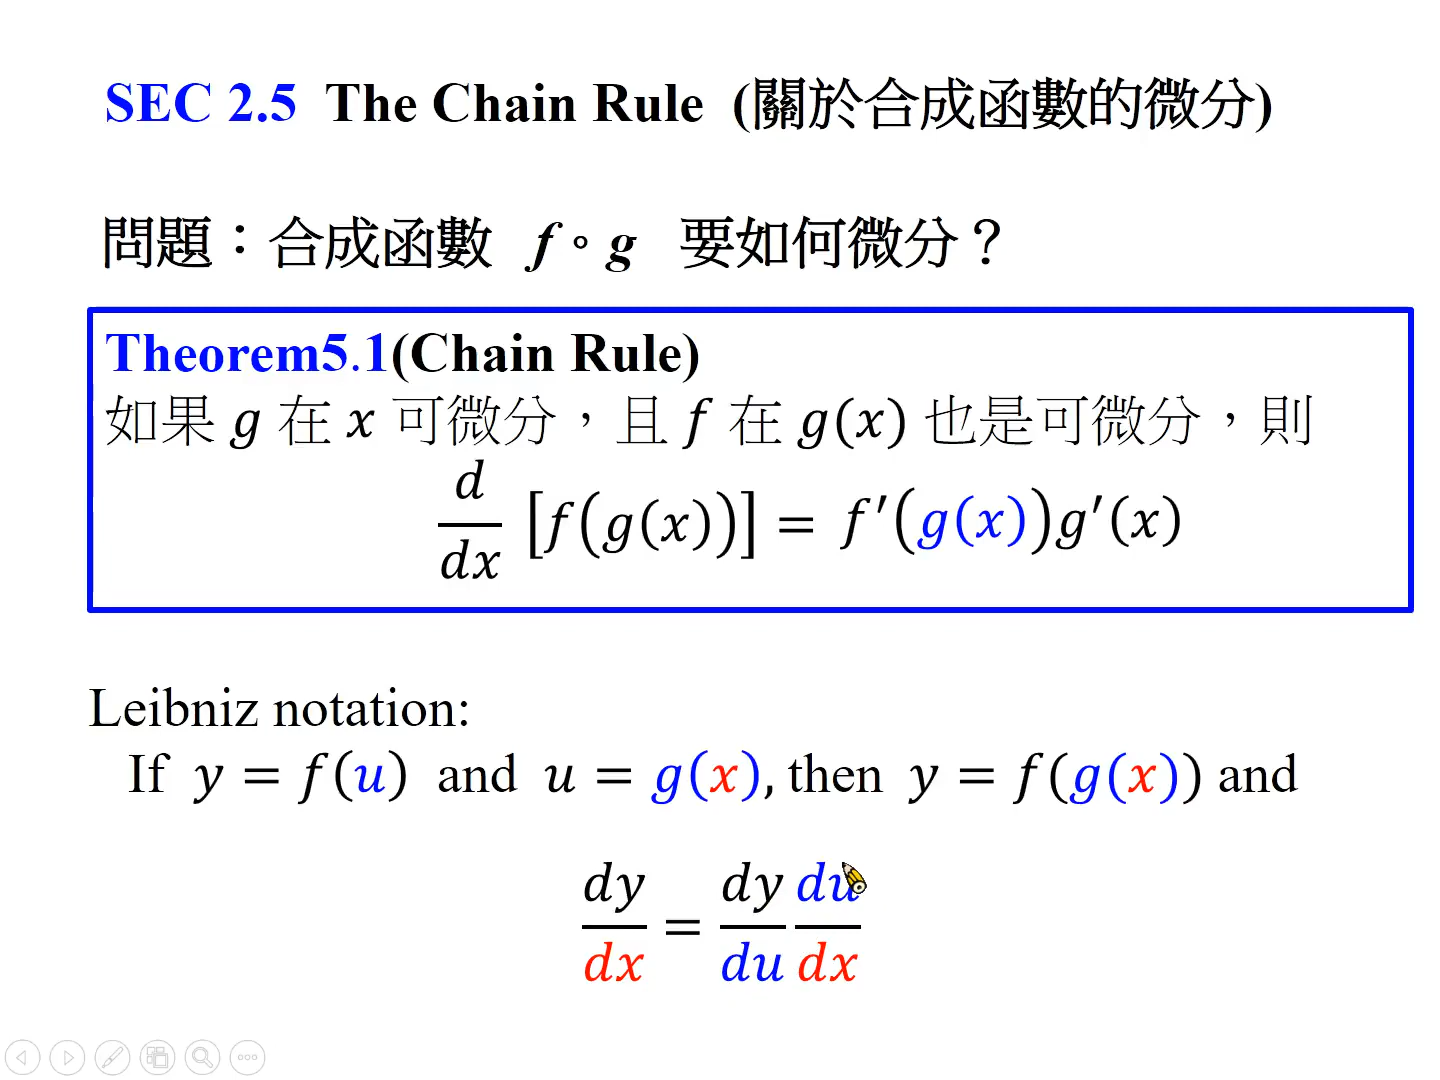 SEC 2.5 The Chain Rule (關於合成函數的微分)
問題：合成函數 f∘g 要如何微分？
Theorem5.1(Chain Rule)
如果 g 在 x 可微分，且 f 在 g(x) 也是可微分，則
d/dx [f(g(x))] = f′(g(x))g′(x)
Leibniz notation:
If y = f(u) and u = g(x), then y = f(g(x)) and
dy/dx = dy/du du/dx